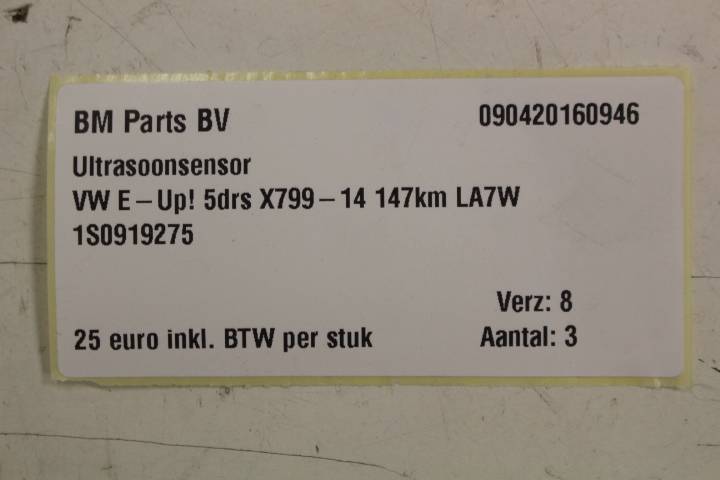 BM Parts BV 090420160946
Ultrasoonsensor
VW E-Up! 5drs X799-14 147km LA7W
1S0919275
Verz: 8
25 euro inkl. BTW per stuk Aantal: 3